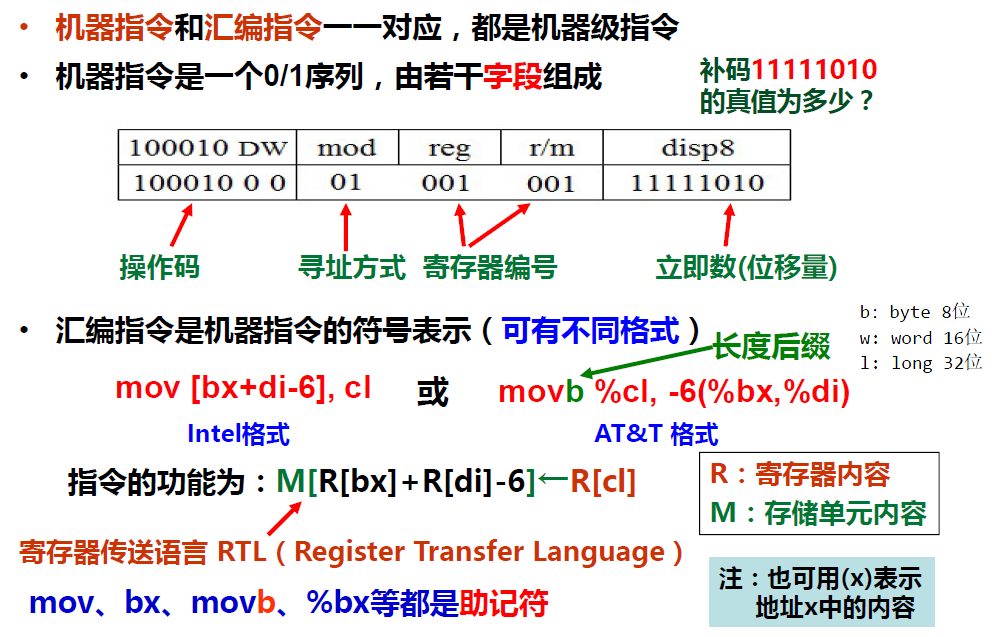 • 机器指令和汇编指令一一对应，都是机器级指令
• 机器指令是一个0/1序列，由若干字段组成
补码11111010
的真值为多少？
100010 DW mod reg r/m disp8
100010 0 0 01 001 001 11111010
操作码 寻址方式 寄存器编号 立即数(位移量)
• 汇编指令是机器指令的符号表示（可有不同格式）
长度后缀
b: byte 8位
w: word 16位
l: long 32位
mov [bx+di-6], cl 或 movb %cl, -6(%bx,%di)
Intel格式 AT&T 格式
指令的功能为：M[R[bx]+R[di]-6]←R[cl]
R：寄存器内容
M：存储单元内容
寄存器传送语言 RTL（Register Transfer Language）
mov、bx、movb、%bx等都是助记符
注：也可用(x)表示
地址x中的内容